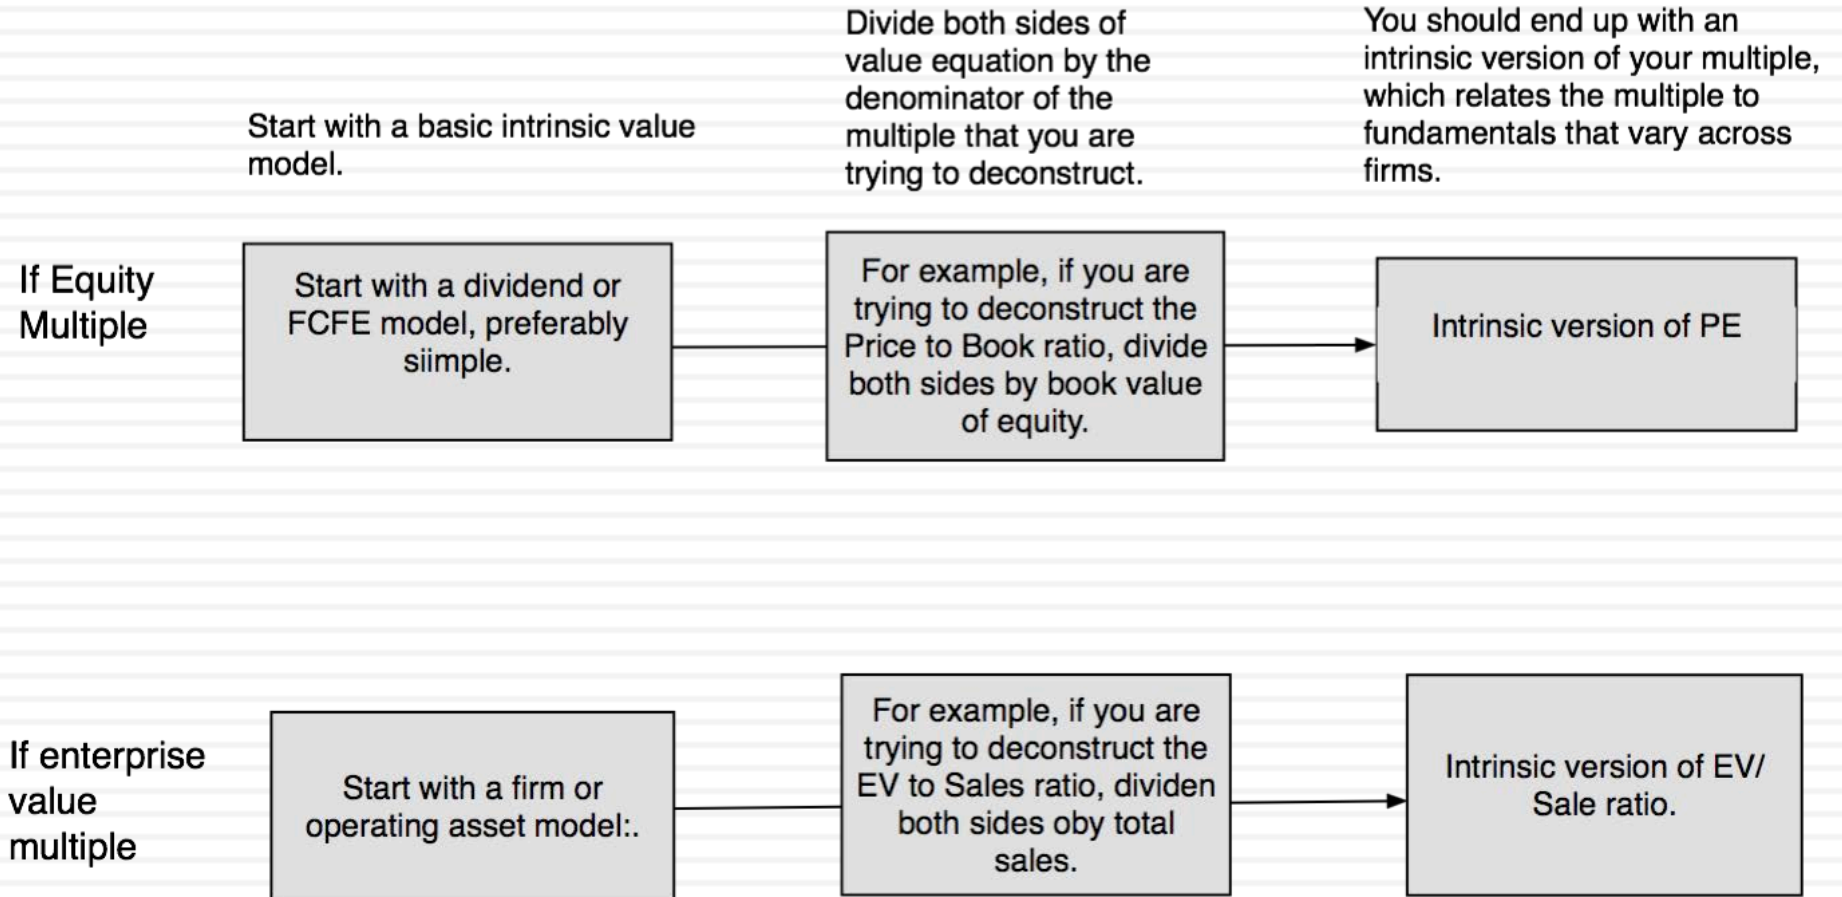 Start with a basic intrinsic value
model.
Divide both sides of
value equation by the
denominator of the
multiple that you are
trying to deconstruct.
You should end up with an
intrinsic version of your multiple,
which relates the multiple to
fundamentals that vary across
firms.
If Equity
Multiple
Start with a dividend or
FCFE model, preferably
siimple.
For example, if you are
trying to deconstruct the
Price to Book ratio, divide
both sides by book value
of equity.
Intrinsic version of PE
If enterprise
value
multiple
Start with a firm or
operating asset model:.
For example, if you are
trying to deconstruct the
EV to Sales ratio, dividen
both sides oby total
sales.
Intrinsic version of EV/
Sale ratio.